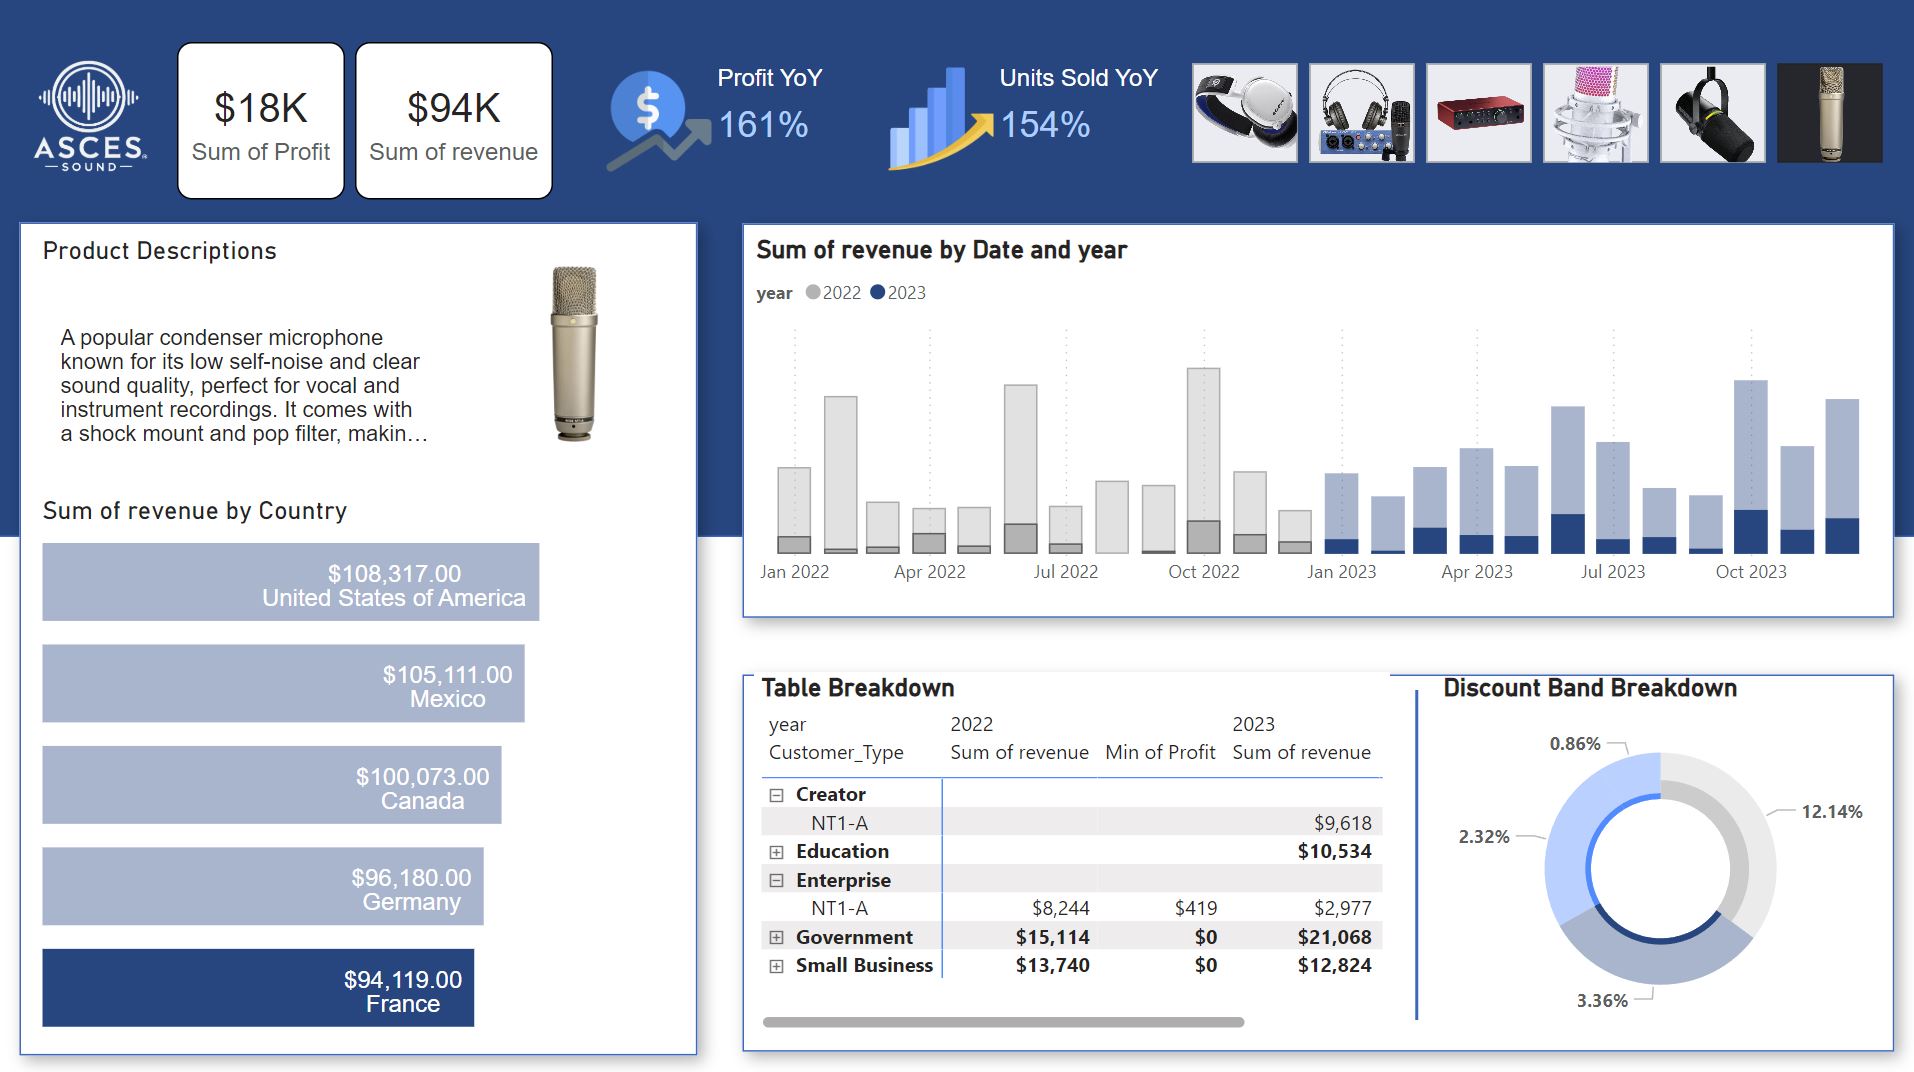 ASCES
SOUND
$18K
Sum of Profit
$94K
Sum of revenue
$
Profit YoY
161%
Units Sold YoY
154%
Product Descriptions
A popular condenser microphone
known for its low self-noise and clear
sound quality, perfect for vocal and
instrument recordings. It comes with
a shock mount and pop filter, makin…
Sum of revenue by Country
$108,317.00
United States of America
$105,111.00
Mexico
$100,073.00
Canada
$96,180.00
Germany
$94,119.00
France
Sum of revenue by Date and year
year 2022 2023
Jan 2022 Apr 2022 Jul 2022 Oct 2022 Jan 2023 Apr 2023 Jul 2023 Oct 2023
Table Breakdown
year 2022 2023
Customer_Type Sum of revenue Min of Profit Sum of revenue
Creator
NT1-A $9,618
Education $10,534
Enterprise
NT1-A $8,244 $419 $2,977
Government $15,114 $0 $21,068
Small Business $13,740 $0 $12,824
Discount Band Breakdown
0.86%
12.14%
2.32%
3.36%